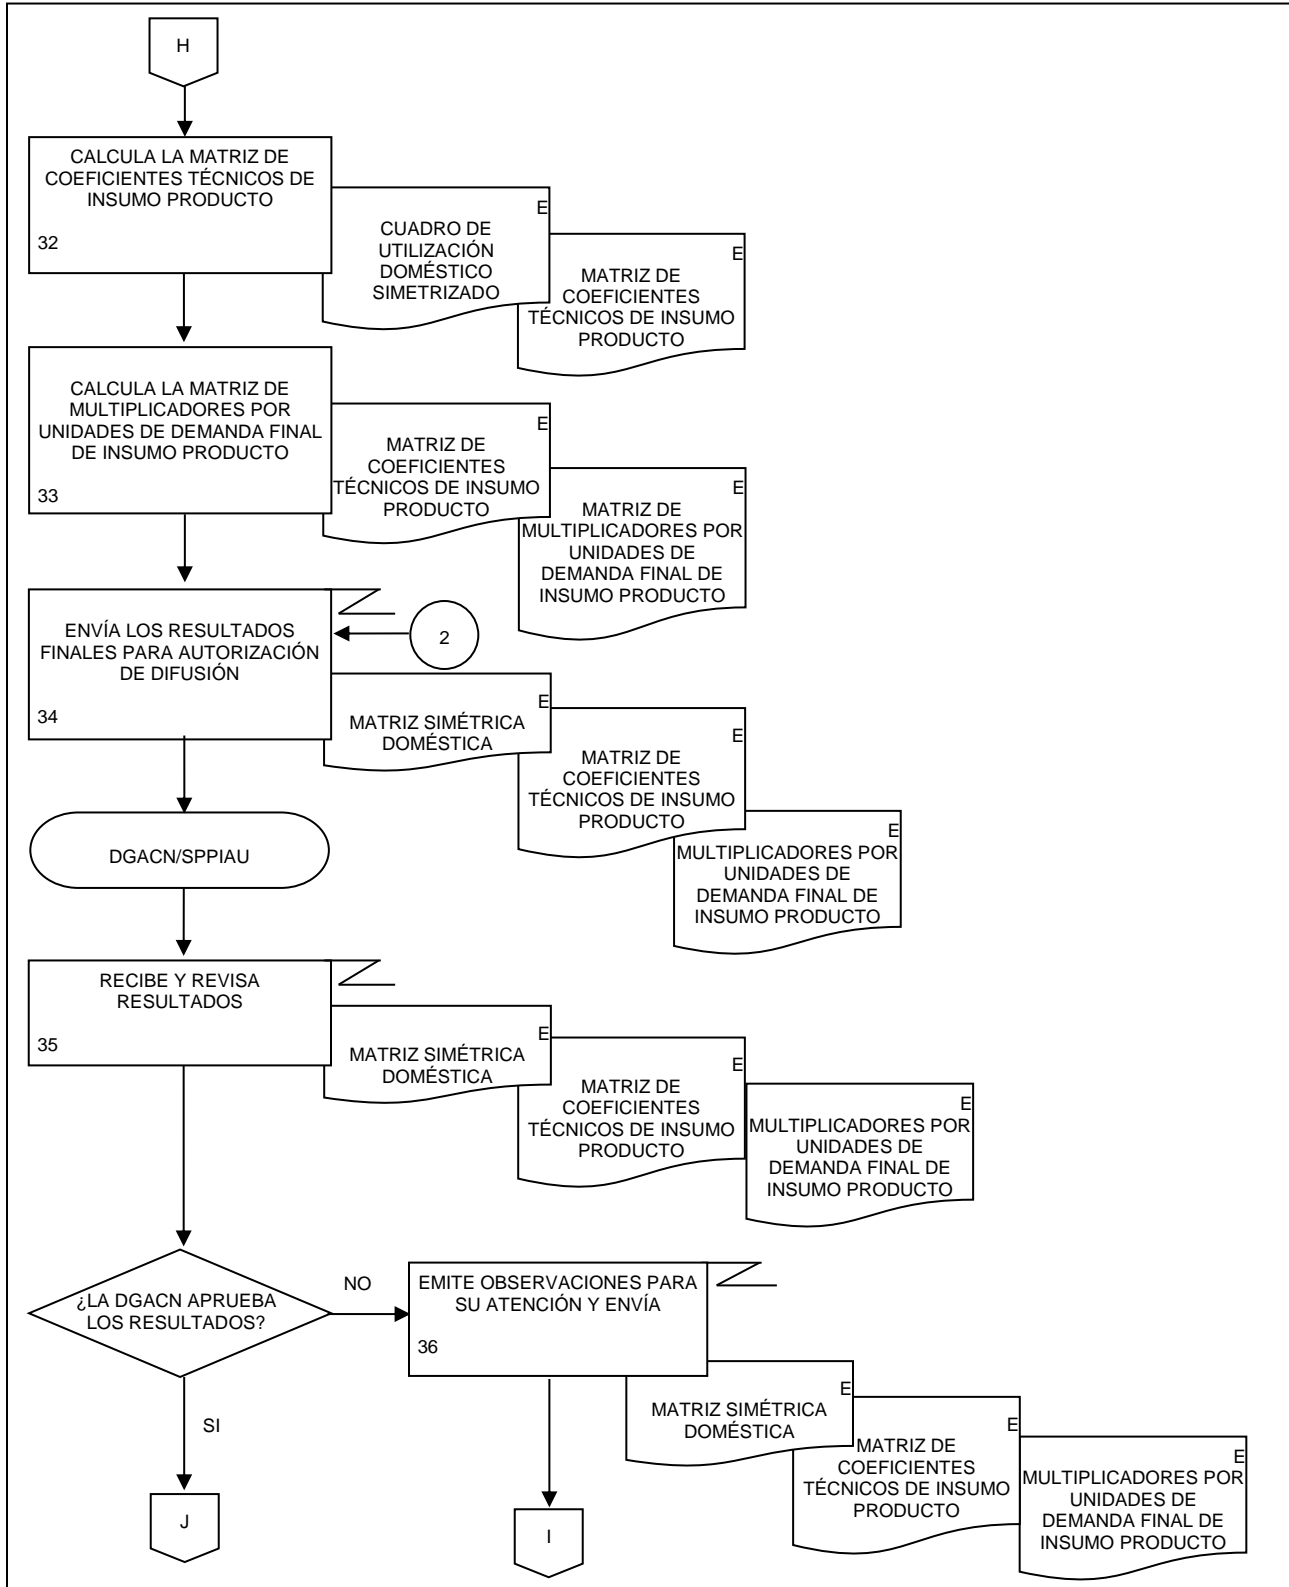 H
CALCULA LA MATRIZ DE
COEFICIENTES TÉCNICOS DE
INSUMO PRODUCTO
32
E
CUADRO DE
UTILIZACIÓN
DOMÉSTICO
SIMETRIZADO
E
MATRIZ DE
COEFICIENTES
TÉCNICOS DE INSUMO
PRODUCTO
CALCULA LA MATRIZ DE
MULTIPLICADORES POR
UNIDADES DE DEMANDA FINAL
DE INSUMO PRODUCTO
33
E
MATRIZ DE
COEFICIENTES
TÉCNICOS DE INSUMO
PRODUCTO
E
MATRIZ DE
MULTIPLICADORES POR
UNIDADES DE
DEMANDA FINAL DE
INSUMO PRODUCTO
ENVÍA LOS RESULTADOS
FINALES PARA AUTORIZACIÓN
DE DIFUSIÓN
34
2
E
MATRIZ SIMÉTRICA
DOMÉSTICA
E
MATRIZ DE
COEFICIENTES
TÉCNICOS DE INSUMO
PRODUCTO
E
MULTIPLICADORES POR
UNIDADES DE
DEMANDA FINAL DE
INSUMO PRODUCTO
DGACN/SPPIAU
RECIBE Y REVISA
RESULTADOS
35
E
MATRIZ SIMÉTRICA
DOMÉSTICA
E
MATRIZ DE
COEFICIENTES
TÉCNICOS DE INSUMO
PRODUCTO
E
MULTIPLICADORES POR
UNIDADES DE
DEMANDA FINAL DE
INSUMO PRODUCTO
¿LA DGACN APRUEBA
LOS RESULTADOS?
NO
EMITE OBSERVACIONES PARA
SU ATENCIÓN Y ENVÍA
36
E
MATRIZ SIMÉTRICA
DOMÉSTICA
E
MATRIZ DE
COEFICIENTES
TÉCNICOS DE INSUMO
PRODUCTO
E
MULTIPLICADORES POR
UNIDADES DE
DEMANDA FINAL DE
INSUMO PRODUCTO
SI
J
I